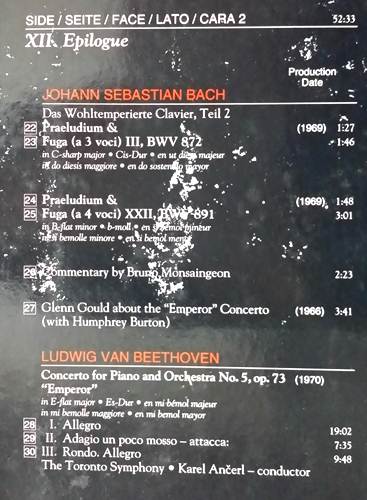 SIDE / SEITE / FACE / LATO / CARA 2 52:33
XII. Epilogue
Production
Date
JOHANN SEBASTIAN BACH
Das Wohltemperierte Clavier, Teil 2
22 Praeludium & (1969) 1:27
23 Fuga (a 3 voci) III, BWV 872 1:46
in C-sharp major • Cis-Dur • en ut dièse majeur
in do diesis maggiore • en do sostenido mayor
24 Praeludium & (1969) 1:48
25 Fuga (a 4 voci) XXII, BWV 891 3:01
in B-flat minor • b-moll • en si bémol mineur
in si bemolle minore • en si bemol menor
26 Commentary by Bruno Monsaingeon 2:23
27 Glenn Gould about the "Emperor" Concerto (1966) 3:41
(with Humphrey Burton)
LUDWIG VAN BEETHOVEN
Concerto for Piano and Orchestra No. 5, op. 73 (1970)
"Emperor"
in E-flat major • Es-Dur • en mi bémol majeur
in mi bemolle maggiore • en mi bemol mayor
28 I. Allegro 19:02
29 II. Adagio un poco mosso – attacca: 7:35
30 III. Rondo. Allegro 9:48
The Toronto Symphony • Karel Ančerl – conductor